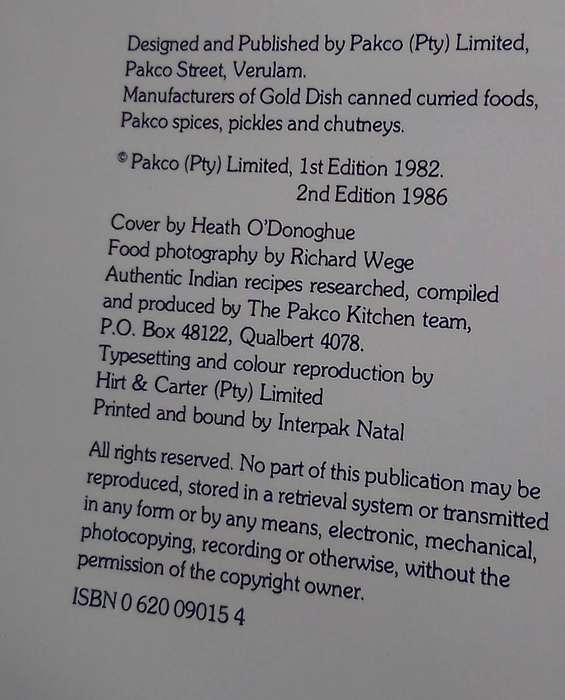 Designed and Published by Pakco (Pty) Limited,
Pakco Street, Verulam.
Manufacturers of Gold Dish canned curried foods,
Pakco spices, pickles and chutneys.
© Pakco (Pty) Limited, 1st Edition 1982.
2nd Edition 1986
Cover by Heath O'Donoghue
Food photography by Richard Wege
Authentic Indian recipes researched, compiled
and produced by The Pakco Kitchen team,
P.O. Box 48122, Qualbert 4078.
Typesetting and colour reproduction by
Hirt & Carter (Pty) Limited
Printed and bound by Interpak Natal
All rights reserved. No part of this publication may be
reproduced, stored in a retrieval system or transmitted
in any form or by any means, electronic, mechanical,
photocopying, recording or otherwise, without the
permission of the copyright owner.
ISBN 0 620 09015 4